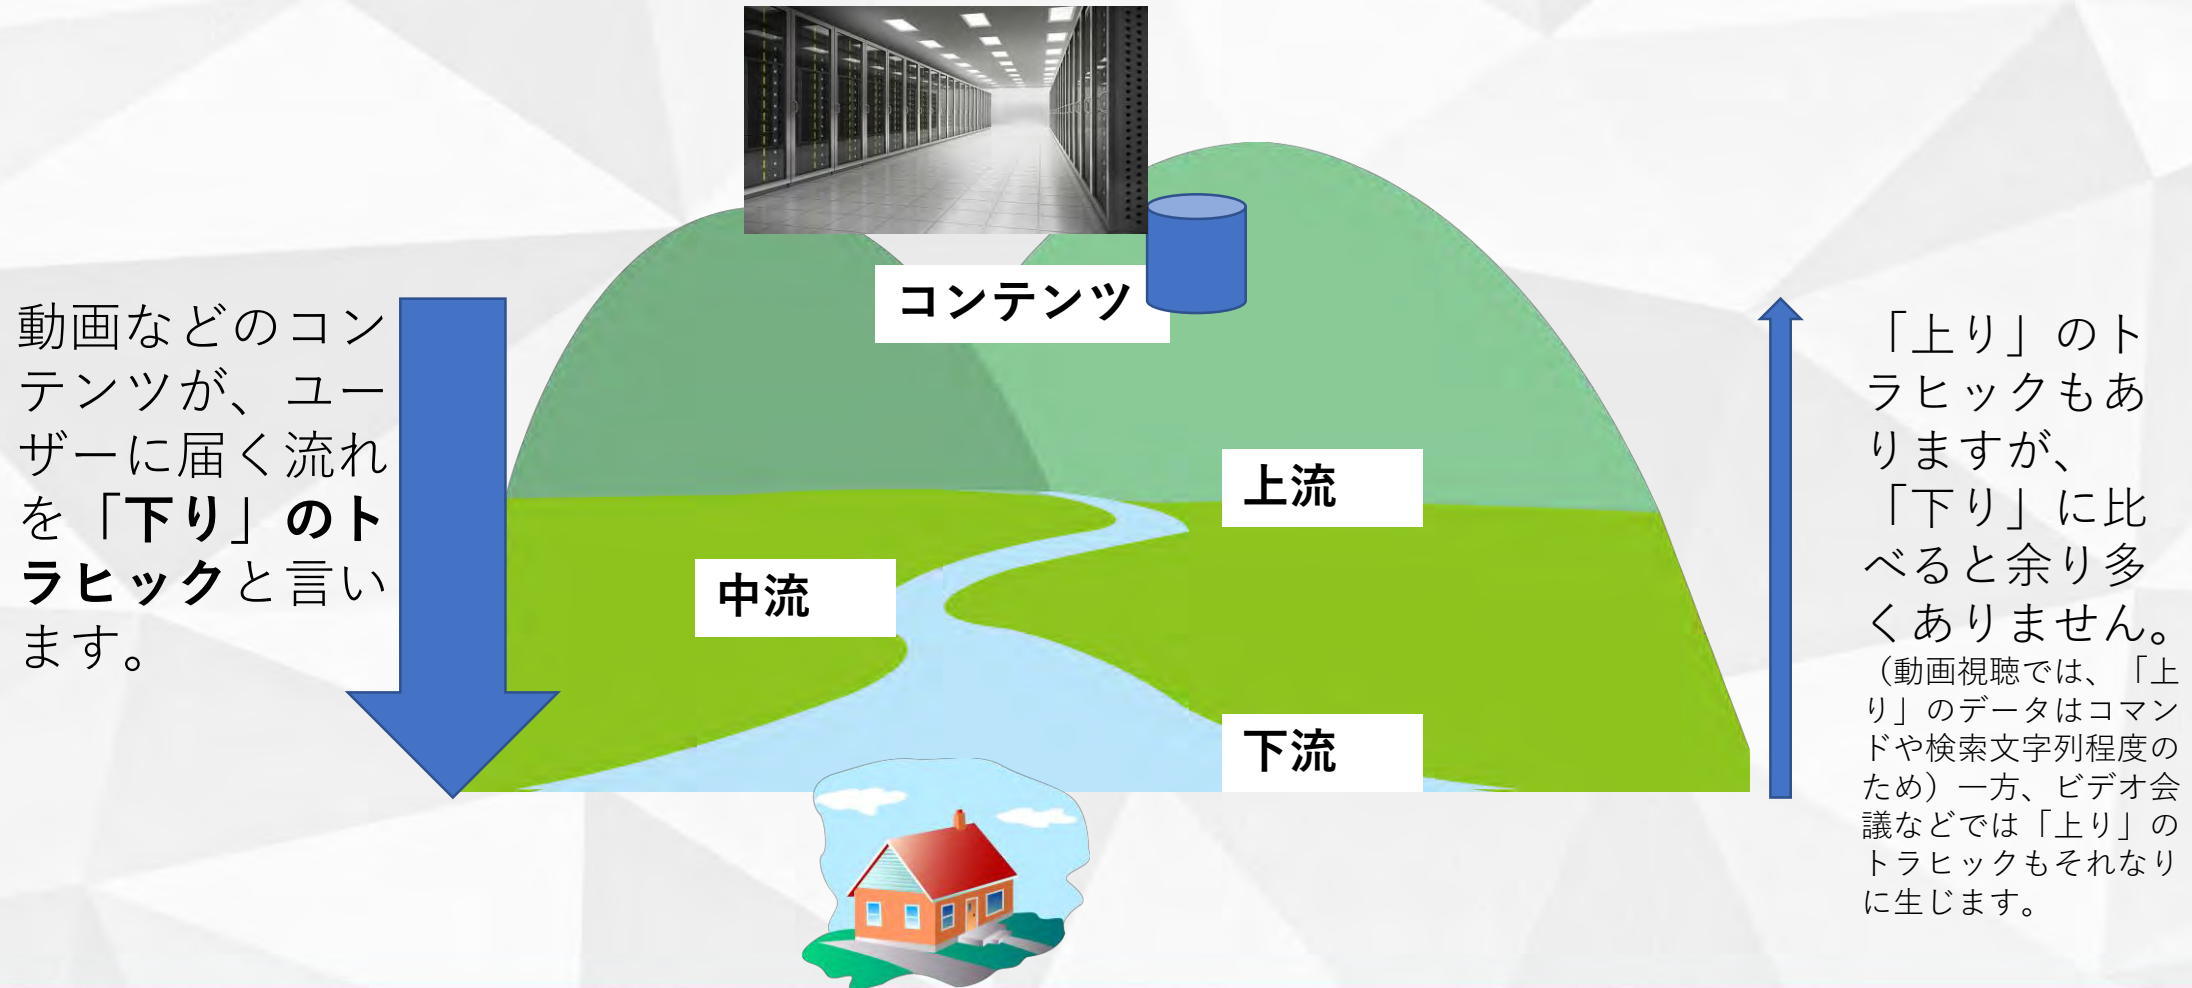 コンテンツ
動画などのコン
テンツが、ユー
ザーに届く流れ
を「下り」のト
ラヒックと言い
ます。
上流
中流
下流
「上り」のト
ラヒックもあ
りますが、
「下り」に比
べると余り多
くありません。
（動画視聴では、「上
り」のデータはコマン
ドや検索文字列程度の
ため）一方、ビデオ会
議などでは「上り」の
トラヒックもそれなり
に生じます。